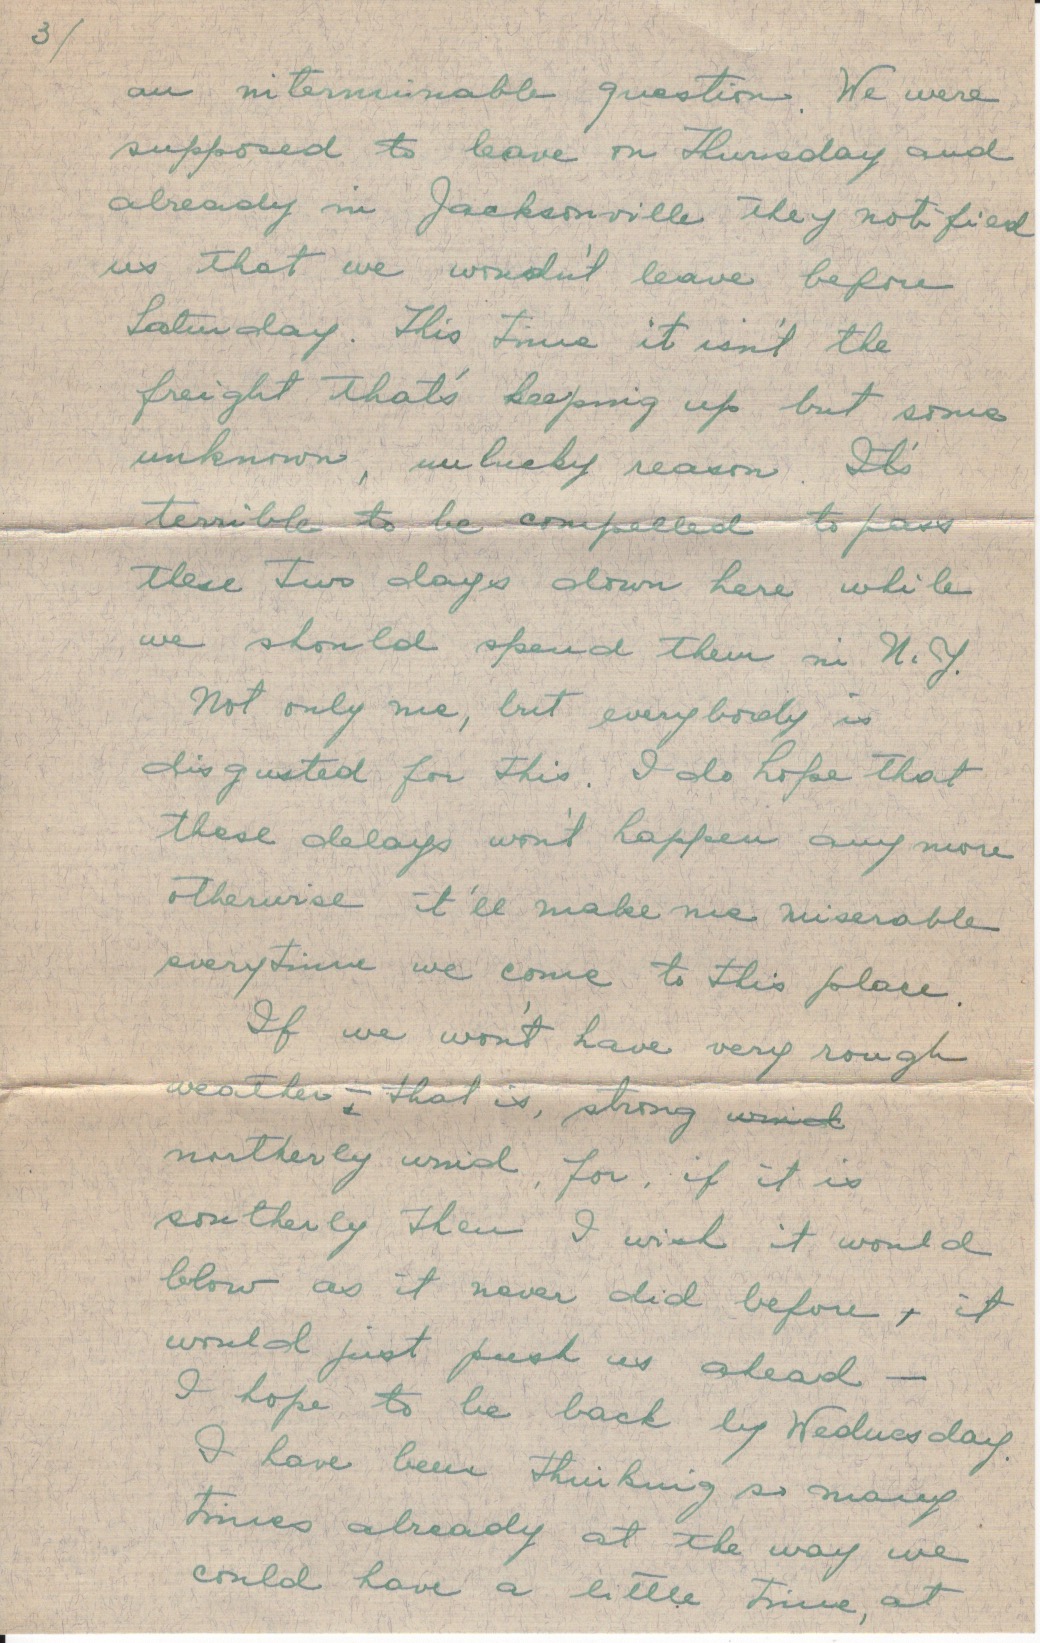 3/
an interminable question. We were
supposed to leave on Thursday and
already in Jacksonville they notified
us that we wouldn't leave before
Saturday. This time it isn't the
freight that's keeping up but some
unknown, unlucky reason. It's
terrible to be compelled to pass
these two days down here while
we should spend them in N.Y.
Not only me, but everybody is
disgusted for this. I do hope that
these delays won't happen any more
otherwise it'll make me miserable
everytime we come to this place.
If we won't have very rough
weather - that is, strong wind
northerly wind, for, if it is
southerly then I wish it would
blow as it never did before, it
would just push us ahead —
I hope to be back by Wednesday.
I have been thinking so many
times already at the way we
could have a little time, at